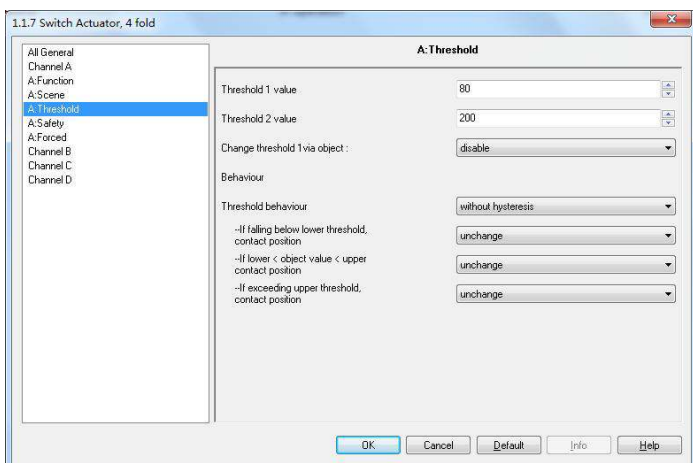 1.1.7 Switch Actuator, 4 fold
All General
Channel A
A:Function
A:Scene
A:Threshold
A:Safety
A:Forced
Channel B
Channel C
Channel D
A:Threshold
Threshold 1 value
80
Threshold 2 value
200
Change threshold 1via object :
disable
Behaviour
Threshold behaviour
without hysteresis
--If falling below lower threshold,
contact position
unchange
--If lower < object value < upper
contact position
unchange
--If exceeding upper threshold,
contact position
unchange
OK
Cancel
Default
Info
Help